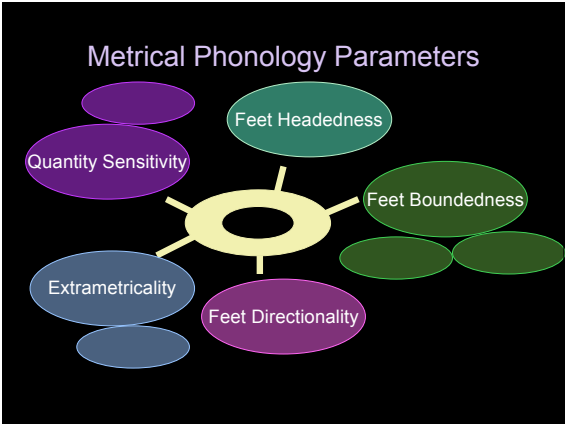 Metrical Phonology Parameters
Feet Headedness
Quantity Sensitivity
Feet Boundedness
Extrametricality
Feet Directionality